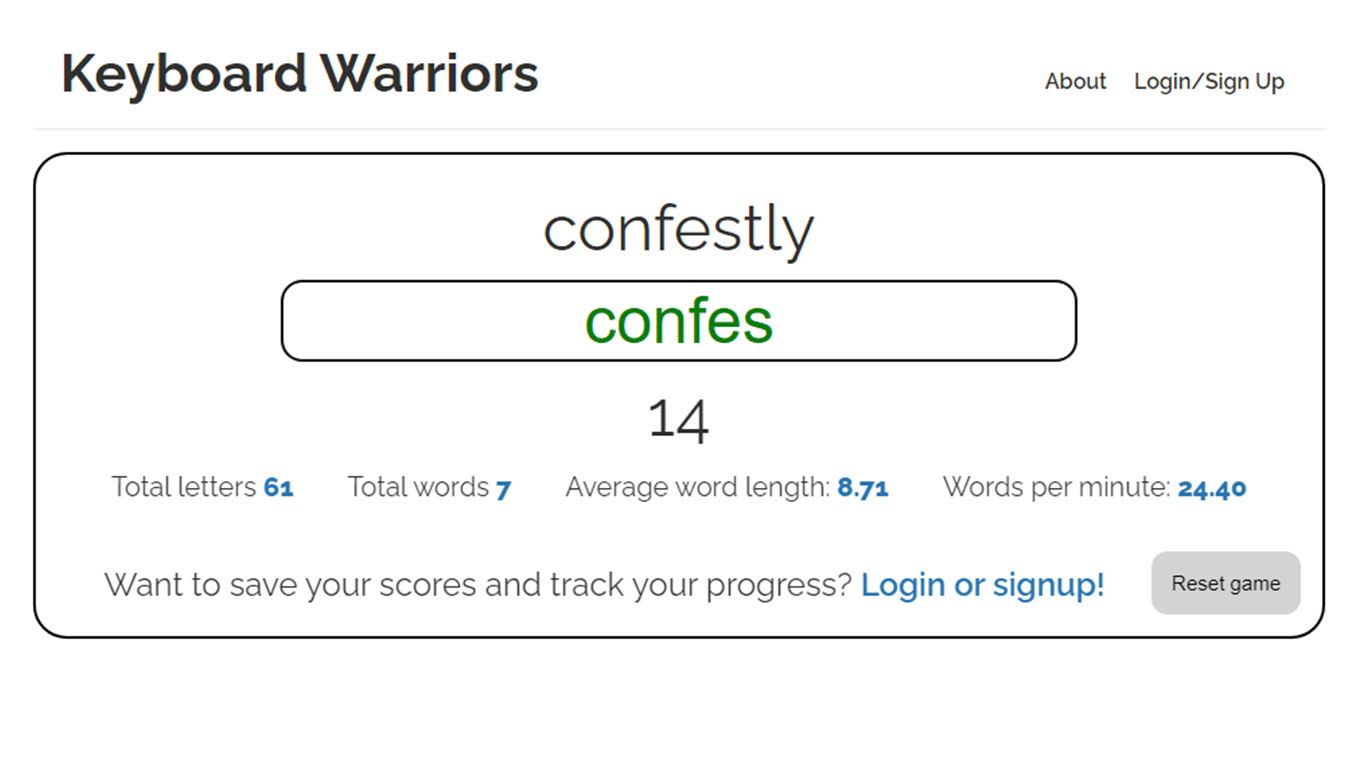 Keyboard Warriors
About Login/Sign Up
confestly
confes
14
Total letters 61 Total words 7 Average word length: 8.71 Words per minute: 24.40
Want to save your scores and track your progress? Login or signup! Reset game